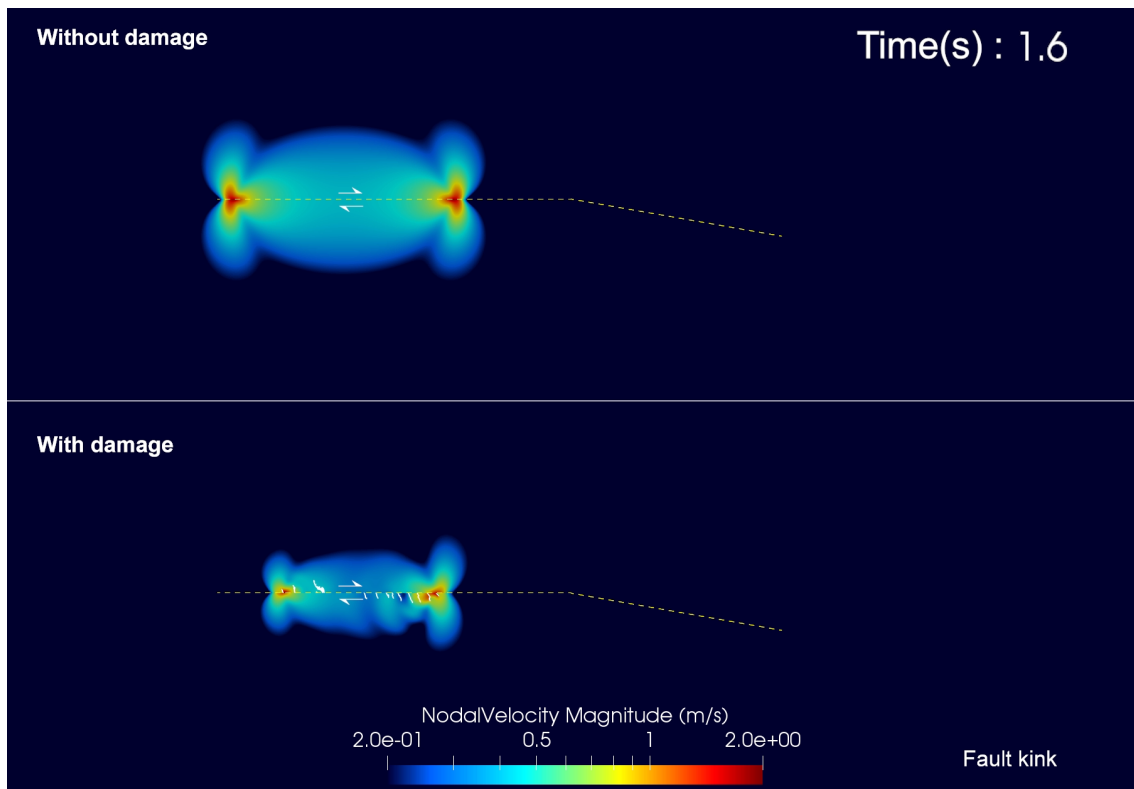 Without damage
Time(s) : 1.6
With damage
NodalVelocity Magnitude (m/s)
2.0e-01 0.5 1 2.0e+00
Fault kink